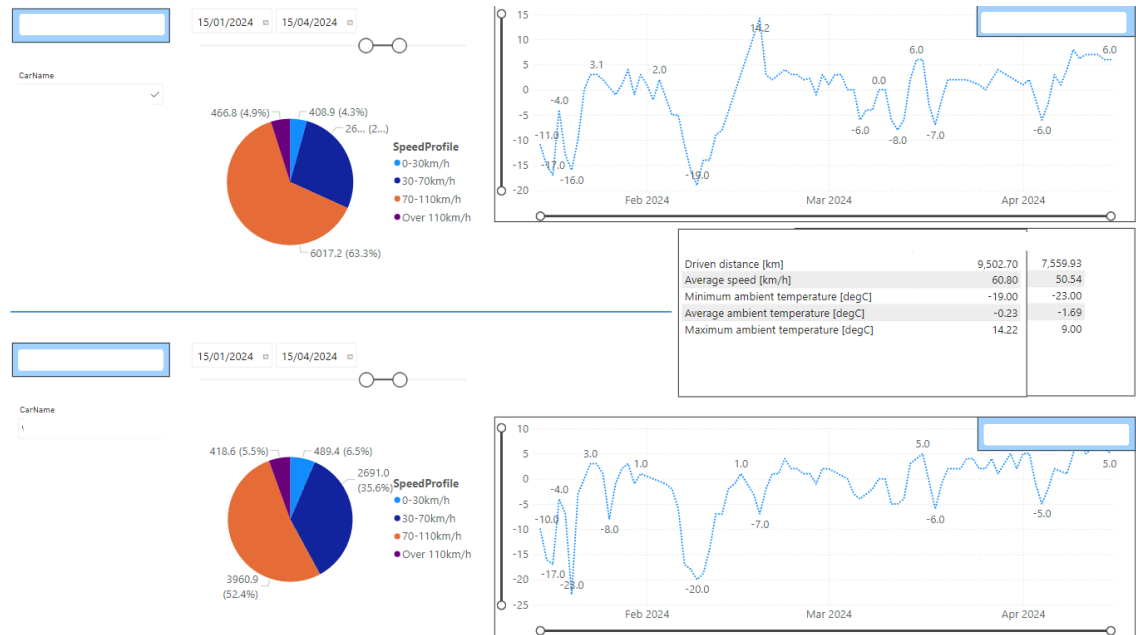 15/01/2024 15/04/2024
CarName
466.8 (4.9%) 408.9 (4.3%)
26... (2...)
6017.2 (63.3%)
SpeedProfile
0-30km/h
30-70km/h
70-110km/h
Over 110km/h
15
10
5
0
-5
-10
-15
-20
-11.0
-17.0
-4.0
-16.0
3.1
2.0
-19.0
14.2
-6.0
0.0
-8.0
6.0
-7.0
-6.0
6.0
Feb 2024 Mar 2024 Apr 2024
Driven distance [km] 9,502.70 7,559.93
Average speed [km/h] 60.80 50.54
Minimum ambient temperature [degC] -19.00 -23.00
Average ambient temperature [degC] -0.23 -1.69
Maximum ambient temperature [degC] 14.22 9.00
15/01/2024 15/04/2024
CarName
418.6 (5.5%) 489.4 (6.5%)
2691.0
(35.6%)
3960.9
(52.4%)
SpeedProfile
0-30km/h
30-70km/h
70-110km/h
Over 110km/h
10
5
0
-5
-10
-15
-20
-25
-10.0
-17.0
-4.0
-23.0
3.0
-8.0
1.0
-20.0
1.0
-7.0
5.0
-6.0
-5.0
5.0
Feb 2024 Mar 2024 Apr 2024